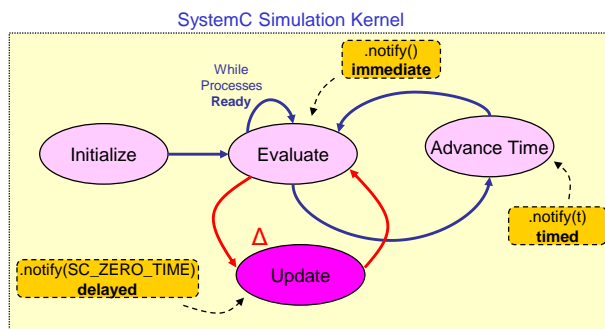 SystemC Simulation Kernel
.notify()
immediate
While
Processes
Ready
Initialize
Evaluate
Advance Time
.notify(t)
timed
Δ
.notify(SC_ZERO_TIME)
delayed
Update